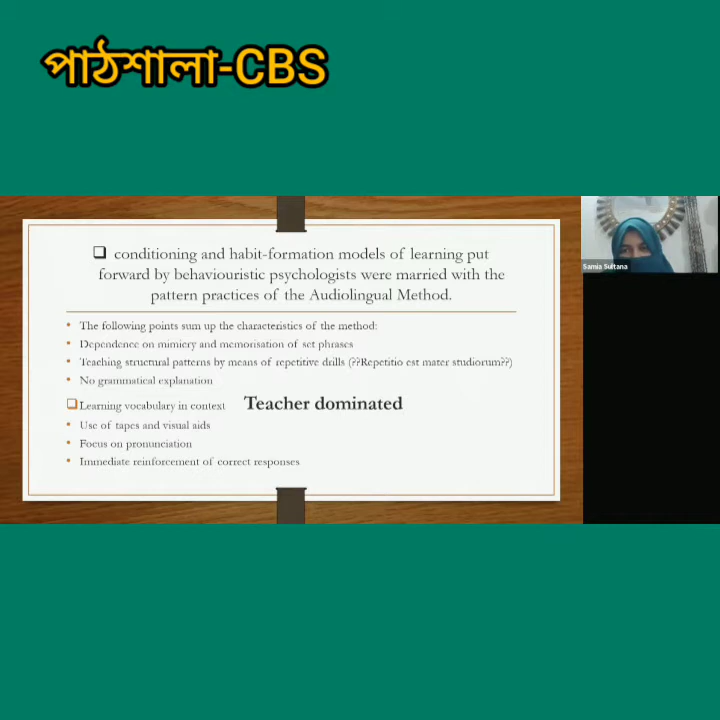 পাঠশালা-CBS
conditioning and habit-formation models of learning put
forward by behaviouristic psychologists were married with the
pattern practices of the Audiolingual Method.
• The following points sum up the characteristics of the method:
• Dependence on mimicry and memorisation of set phrases
• Teaching structural patterns by means of repetitive drills (??Repetitio est mater studiorum??)
• No grammatical explanation
Learning vocabulary in context Teacher dominated
• Use of tapes and visual aids
• Focus on pronunciation
• Immediate reinforcement of correct responses
Samia Sultana